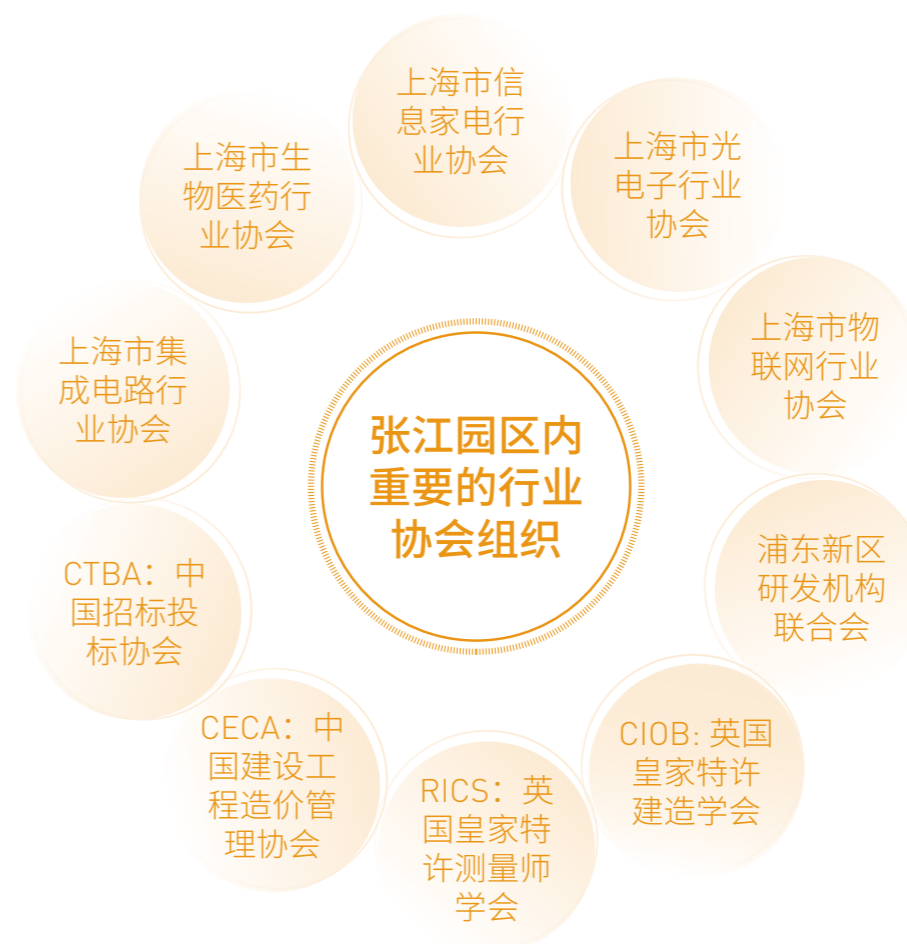 上海市信
息家电行
业协会
上海市光
电子行业
协会
上海市物
联网行业
协会
浦东新区
研发机构
联合会
CIOB: 英国
皇家特许
建造学会
RICS：英
国皇家特
许测量师
学会
CECA：中
国建设工
程造价管
理协会
CTBA：中
国招标投
标协会
上海市集
成电路行
业协会
上海市生
物医药行
业协会
张江园区内
重要的行业
协会组织